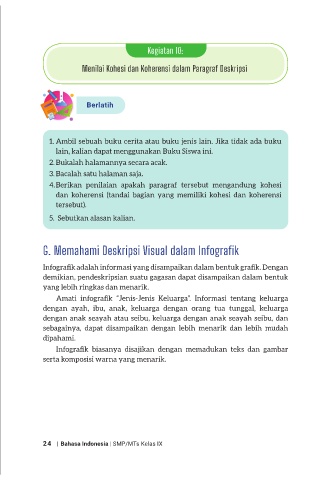 Kegiatan 10:
Menilai Kohesi dan Koherensi dalam Paragraf Deskripsi
Berlatih
1. Ambil sebuah buku cerita atau buku jenis lain. Jika tidak ada buku
lain, kalian dapat menggunakan Buku Siswa ini.
2. Bukalah halamannya secara acak.
3. Bacalah satu halaman saja.
4. Berikan penilaian apakah paragraf tersebut mengandung kohesi
dan koherensi (tandai bagian yang memiliki kohesi dan koherensi
tersebut).
5. Sebutkan alasan kalian.
G. Memahami Deskripsi Visual dalam Infografik
Infografik adalah informasi yang disampaikan dalam bentuk grafik. Dengan
demikian, pendeskripsian suatu gagasan dapat disampaikan dalam bentuk
yang lebih ringkas dan menarik.
Amati infografik "Jenis-Jenis Keluarga". Informasi tentang keluarga
dengan ayah, ibu, anak, keluarga dengan orang tua tunggal, keluarga
dengan anak seayah atau seibu, keluarga dengan anak seayah seibu, dan
sebagainya, dapat disampaikan dengan lebih menarik dan lebih mudah
dipahami.
Infografik biasanya disajikan dengan memadukan teks dan gambar
serta komposisi warna yang menarik.
24 | Bahasa Indonesia | SMP/MTs Kelas IX